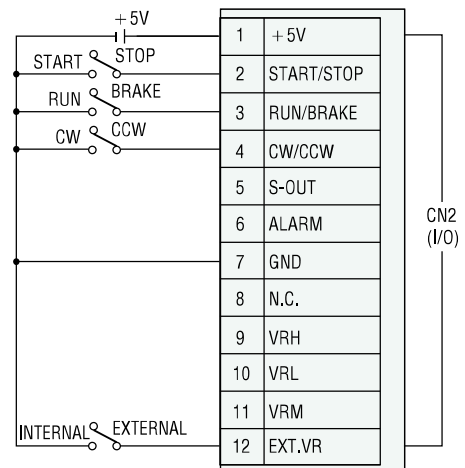 +5V
START STOP
RUN BRAKE
CW CCW
INTERNAL EXTERNAL
1 +5V
2 START/STOP
3 RUN/BRAKE
4 CW/CCW
5 S-OUT
6 ALARM
7 GND
8 N.C.
9 VRH
10 VRL
11 VRM
12 EXT.VR
CN2
(I/O)